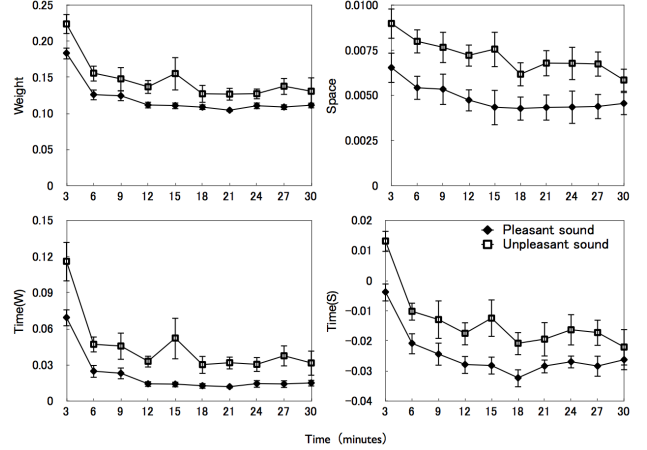 0.25
0.20
0.15
0.10
0.05
0
Weight
3 6 9 12 15 18 21 24 27 30
0.0100
0.0075
0.0050
0.0025
0
Space
3 6 9 12 15 18 21 24 27 30
0.15
0.12
0.09
0.06
0.03
0
Time(W)
3 6 9 12 15 18 21 24 27 30
0.02
0.01
0
−0.01
−0.02
−0.03
−0.04
Time(S)
Pleasant sound
Unpleasant sound
3 6 9 12 15 18 21 24 27 30
Time (minutes)